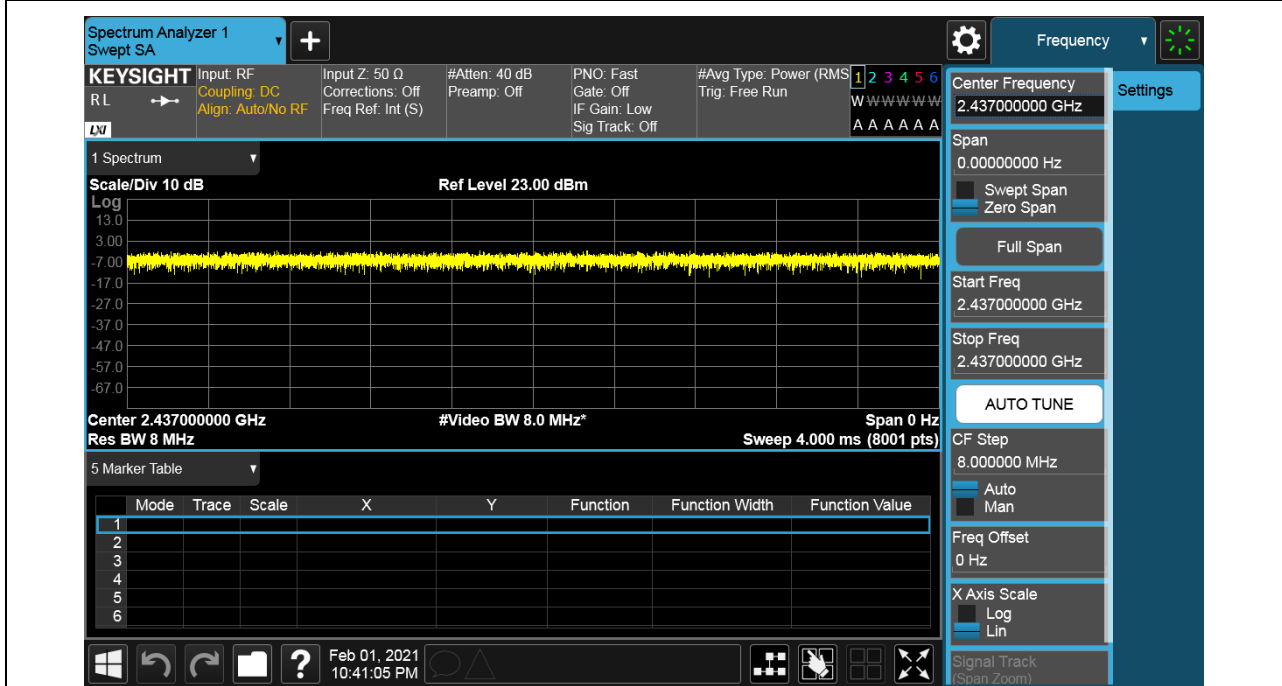 Spectrum Analyzer 1
Swept SA
+
Frequency
KEYSIGHT
RL
LXI
Input: RF
Coupling: DC
Align: Auto/No RF
Input Z: 50 Ω
Corrections: Off
Freq Ref: Int (S)
#Atten: 40 dB
Preamp: Off
PNO: Fast
Gate: Off
IF Gain: Low
Sig Track: Off
#Avg Type: Power (RMS
Trig: Free Run
1 2 3 4 5 6
W W W W W W
A A A A A A
1 Spectrum
Scale/Div 10 dB
Ref Level 23.00 dBm
Log
13.0
3.00
-7.00
-17.0
-27.0
-37.0
-47.0
-57.0
-67.0
Center 2.437000000 GHz
#Video BW 8.0 MHz*
Span 0 Hz
Res BW 8 MHz
Sweep 4.000 ms (8001 pts)
5 Marker Table
Mode Trace Scale X Y Function Function Width Function Value
1
2
3
4
5
6
?
Feb 01, 2021
10:41:05 PM
Center Frequency
2.437000000 GHz
Settings
Span
0.00000000 Hz
Swept Span
Zero Span
Full Span
Start Freq
2.437000000 GHz
Stop Freq
2.437000000 GHz
AUTO TUNE
CF Step
8.000000 MHz
Auto
Man
Freq Offset
0 Hz
X Axis Scale
Log
Lin
Signal Track
(Span Zoom)